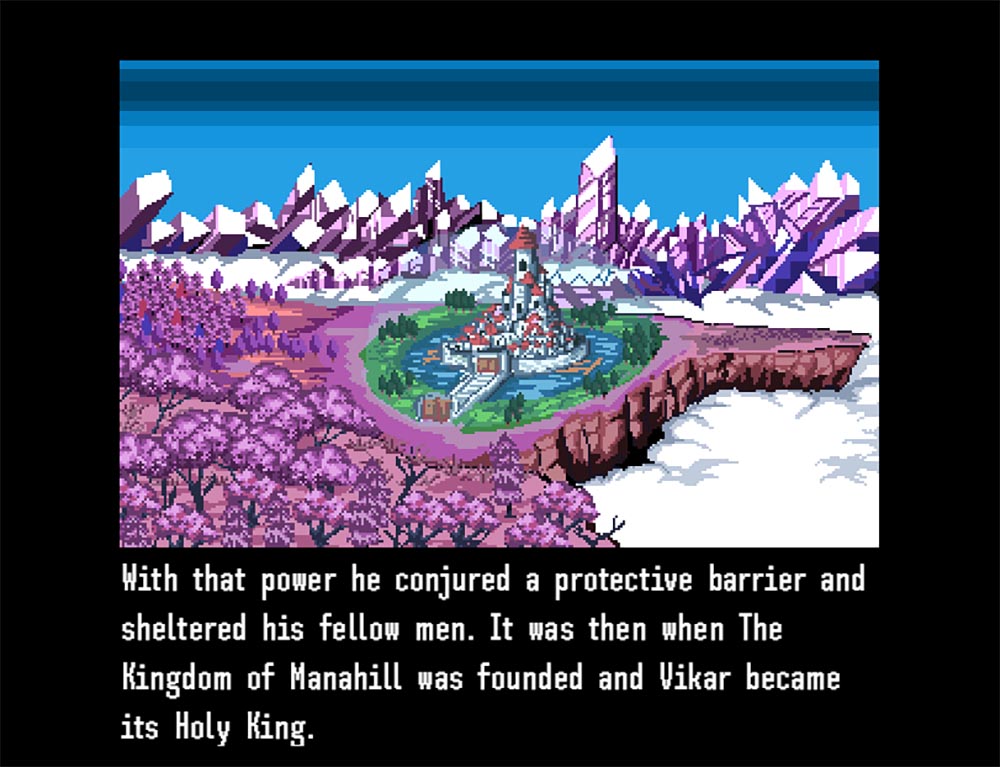 With that power he conjured a protective barrier and
sheltered his fellow men. It was then when The
Kingdom of Manahill was founded and Vikar became
its Holy King.